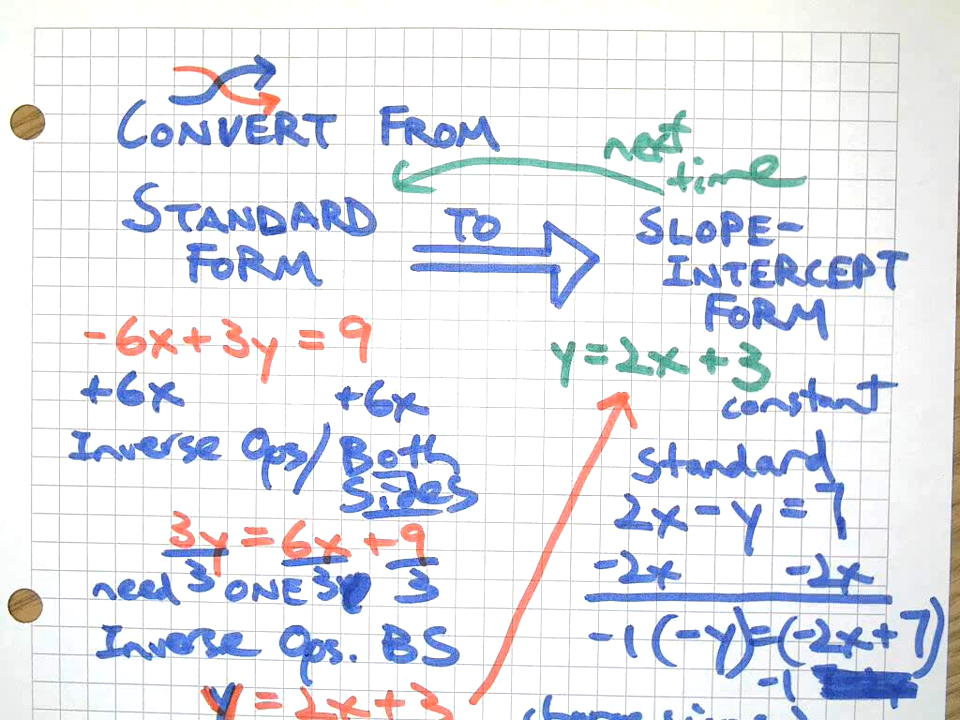 CONVERT FROM
next
time
STANDARD
FORM
TO
SLOPE-
INTERCEPT
FORM
-6x+3y=9
+6x +6x
Inverse Ops/Both
Sides
3y=6x+9
3 3 3
need ONE y
Inverse Ops. BS
y=2x+3
y=2x+3
constant
Standard
2x-y=7
-2x -2x
-1(-y)=(-2x+7)
-1